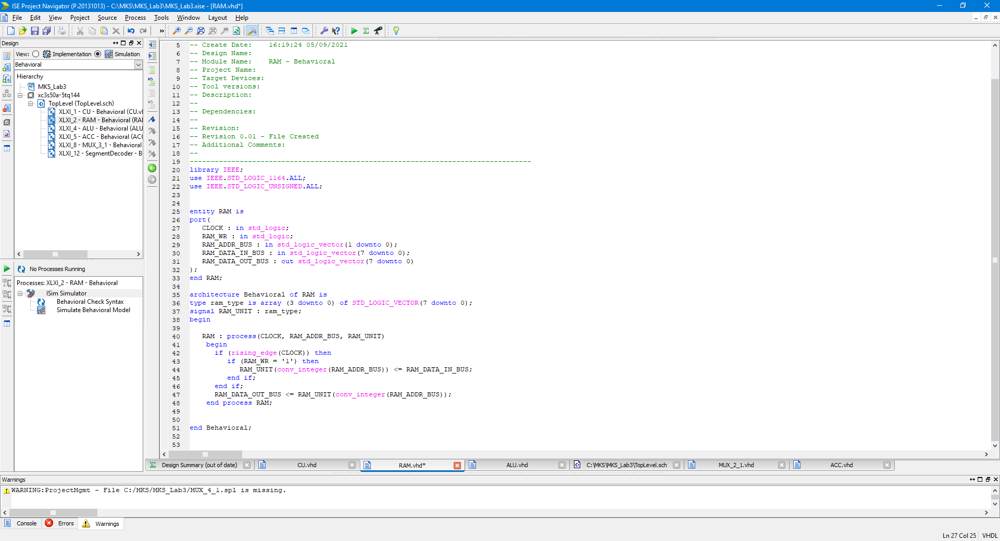 ISE Project Navigator (P.20131013) - C:\MKS\MKS_Lab3\MKS_Lab3.xise - [RAM.vhd*]
File Edit View Project Source Process Tools Window Layout Help
Design
View: Implementation Simulation
Behavioral
Hierarchy
MKS_Lab3
xc3s50a-5tq144
TopLevel (TopLevel.sch)
XLXI_1 - CU - Behavioral (CU.vl
XLXI_2 - RAM - Behavioral (RAI
XLXI_4 - ALU - Behavioral (ALU
XLXI_5 - ACC - Behavioral (ACC
XLXI_8 - MUX_3_1 - Behavioral
XLXI_12 - SegmentDecoder - B
No Processes Running
Processes: XLXI_2 - RAM - Behavioral
ISim Simulator
Behavioral Check Syntax
Simulate Behavioral Model
5 -- Create Date:    16:19:24 05/09/2021
6 -- Design Name:
7 -- Module Name:    RAM - Behavioral
8 -- Project Name:
9 -- Target Devices:
10 -- Tool versions:
11 -- Description:
12 --
13 -- Dependencies:
14 --
15 -- Revision:
16 -- Revision 0.01 - File Created
17 -- Additional Comments:
18 --
19 ----------------------------------------------------------------------------------
20 library IEEE;
21 use IEEE.STD_LOGIC_1164.ALL;
22 use IEEE.STD_LOGIC_UNSIGNED.ALL;
23
24
25 entity RAM is
26 port(
27    CLOCK : in std_logic;
28    RAM_WR : in std_logic;
29    RAM_ADDR_BUS : in std_logic_vector(1 downto 0);
30    RAM_DATA_IN_BUS : in std_logic_vector(7 downto 0);
31    RAM_DATA_OUT_BUS : out std_logic_vector(7 downto 0)
32 );
33 end RAM;
34
35 architecture Behavioral of RAM is
36 type ram_type is array (3 downto 0) of STD_LOGIC_VECTOR(7 downto 0);
37 signal RAM_UNIT : ram_type;
38 begin
39
40    RAM : process(CLOCK, RAM_ADDR_BUS, RAM_UNIT)
41     begin
42       if (rising_edge(CLOCK)) then
43          if (RAM_WR = '1') then
44             RAM_UNIT(conv_integer(RAM_ADDR_BUS)) <= RAM_DATA_IN_BUS;
45          end if;
46       end if;
47       RAM_DATA_OUT_BUS <= RAM_UNIT(conv_integer(RAM_ADDR_BUS));
48     end process RAM;
49
50
51 end Behavioral;
52
53
Design Summary (out of date) CU.vhd RAM.vhd* ALU.vhd C:\MKS\MKS_Lab3\TopLevel.sch MUX_2_1.vhd ACC.vhd
Warnings
WARNING:ProjectMgmt - File C:/MKS/MKS_Lab3/MUX_4_1.spl is missing.
Console Errors Warnings
Ln 27 Col 25 VHDL